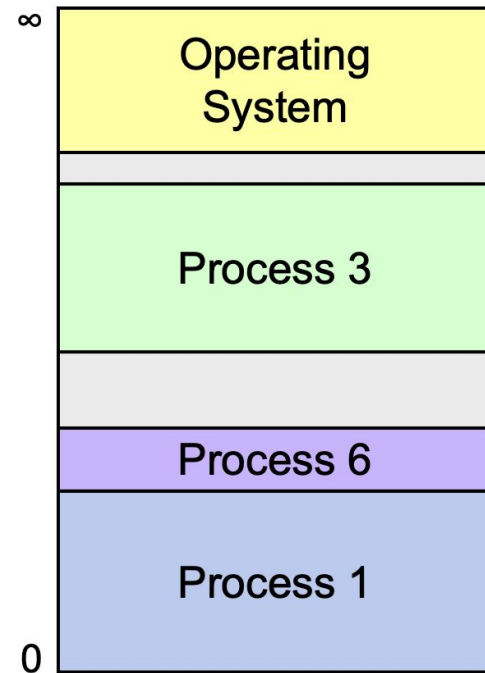 ∞
Operating
System
Process 3
Process 6
Process 1
0